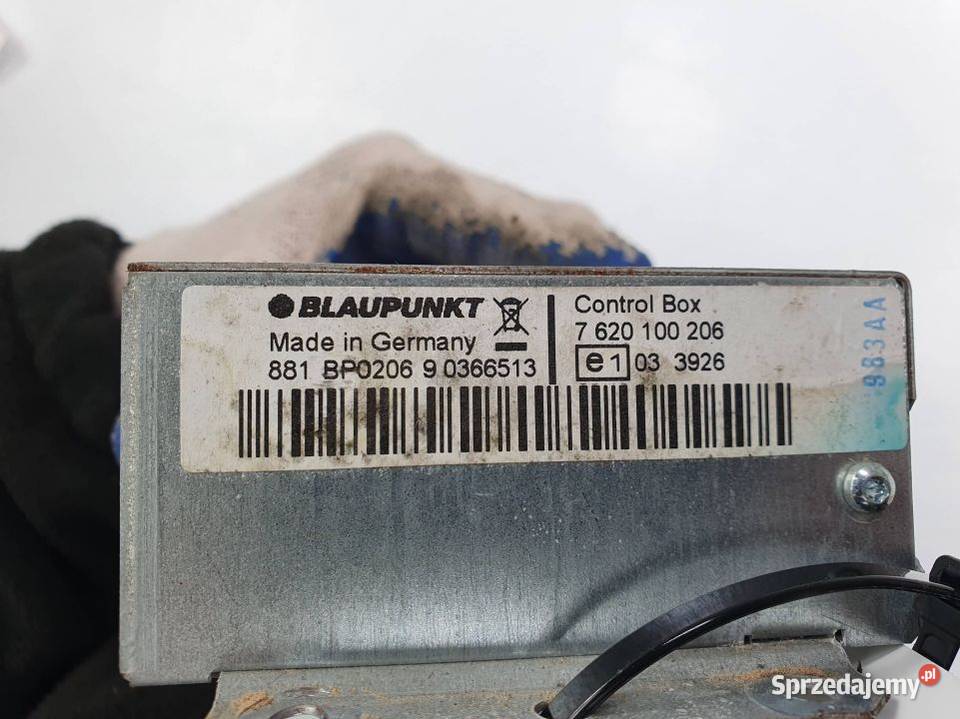 BLAUPUNKT
Made in Germany
881 BP0206 9 0366513
Control Box
7 620 100 206
e1 03 3926
983AA
Sprzedajemy.pl